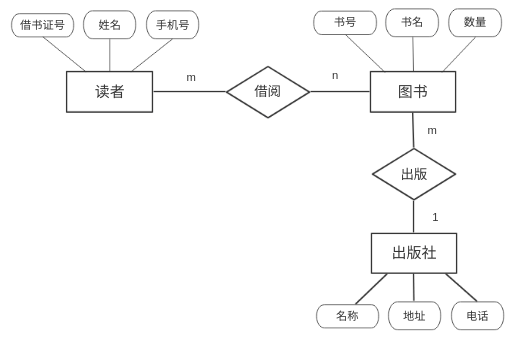 借书证号 姓名 手机号 书号 书名 数量
读者 m 借阅 n 图书
m
出版
1
出版社
名称 地址 电话